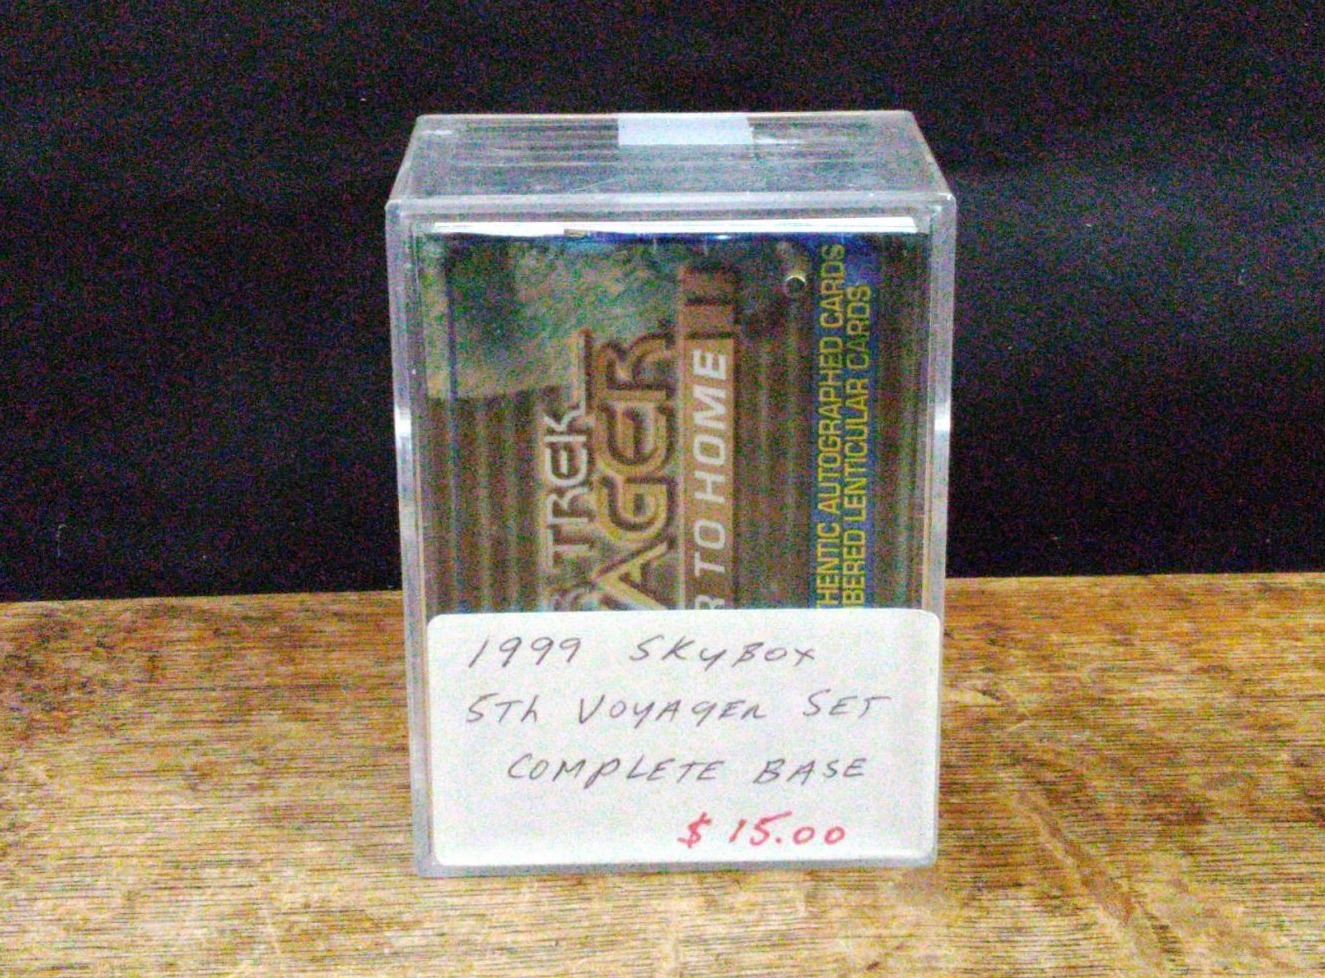 TREK
AGER
R TO HOME
THENTIC AUTOGRAPHED CARDS
BERED LENTICULAR CARDS
1999 SKYBOX
5Th VOYAGER SET
COMPLETE BASE
$ 15.00